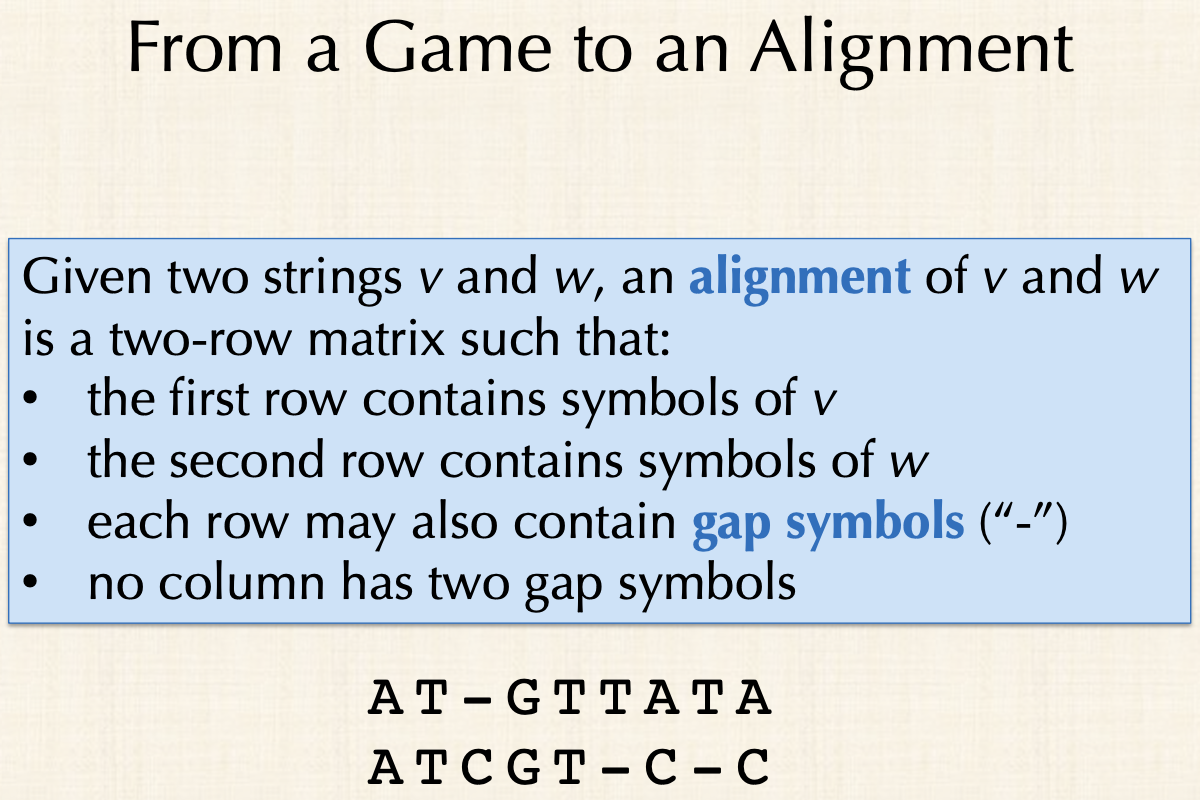 From a Game to an Alignment
Given two strings v and w, an alignment of v and w
is a two-row matrix such that:
• the first row contains symbols of v
• the second row contains symbols of w
• each row may also contain gap symbols (“-”)
• no column has two gap symbols
AT-GTTATA
ATCGT-C-C